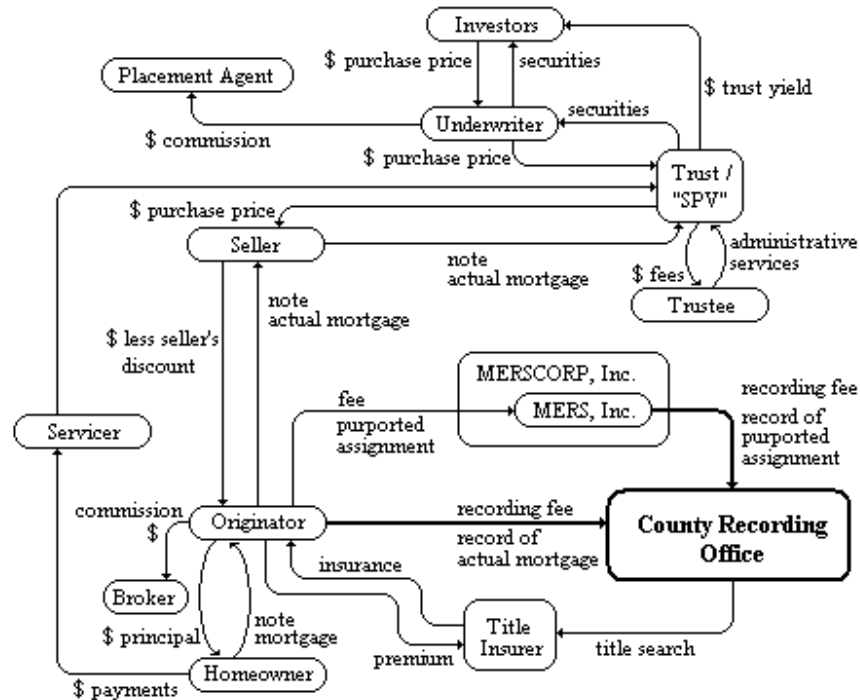 Investors
$ purchase price
securities
$ trust yield
Placement Agent
securities
Underwriter
$ commission
$ purchase price
Trust /
"SPV"
$ purchase price
Seller
note
actual mortgage
administrative
services
$ fees
Trustee
note
actual mortgage
$ less seller's
discount
MERSCORP, Inc.
recording fee
fee
MERS, Inc.
purported
assignment
record of
purported
assignment
Servicer
commission
$
Originator
recording fee
record of
actual mortgage
County Recording
Office
insurance
Broker
note
mortgage
$ principal
premium
Title
Insurer
title search
Homeowner
$ payments